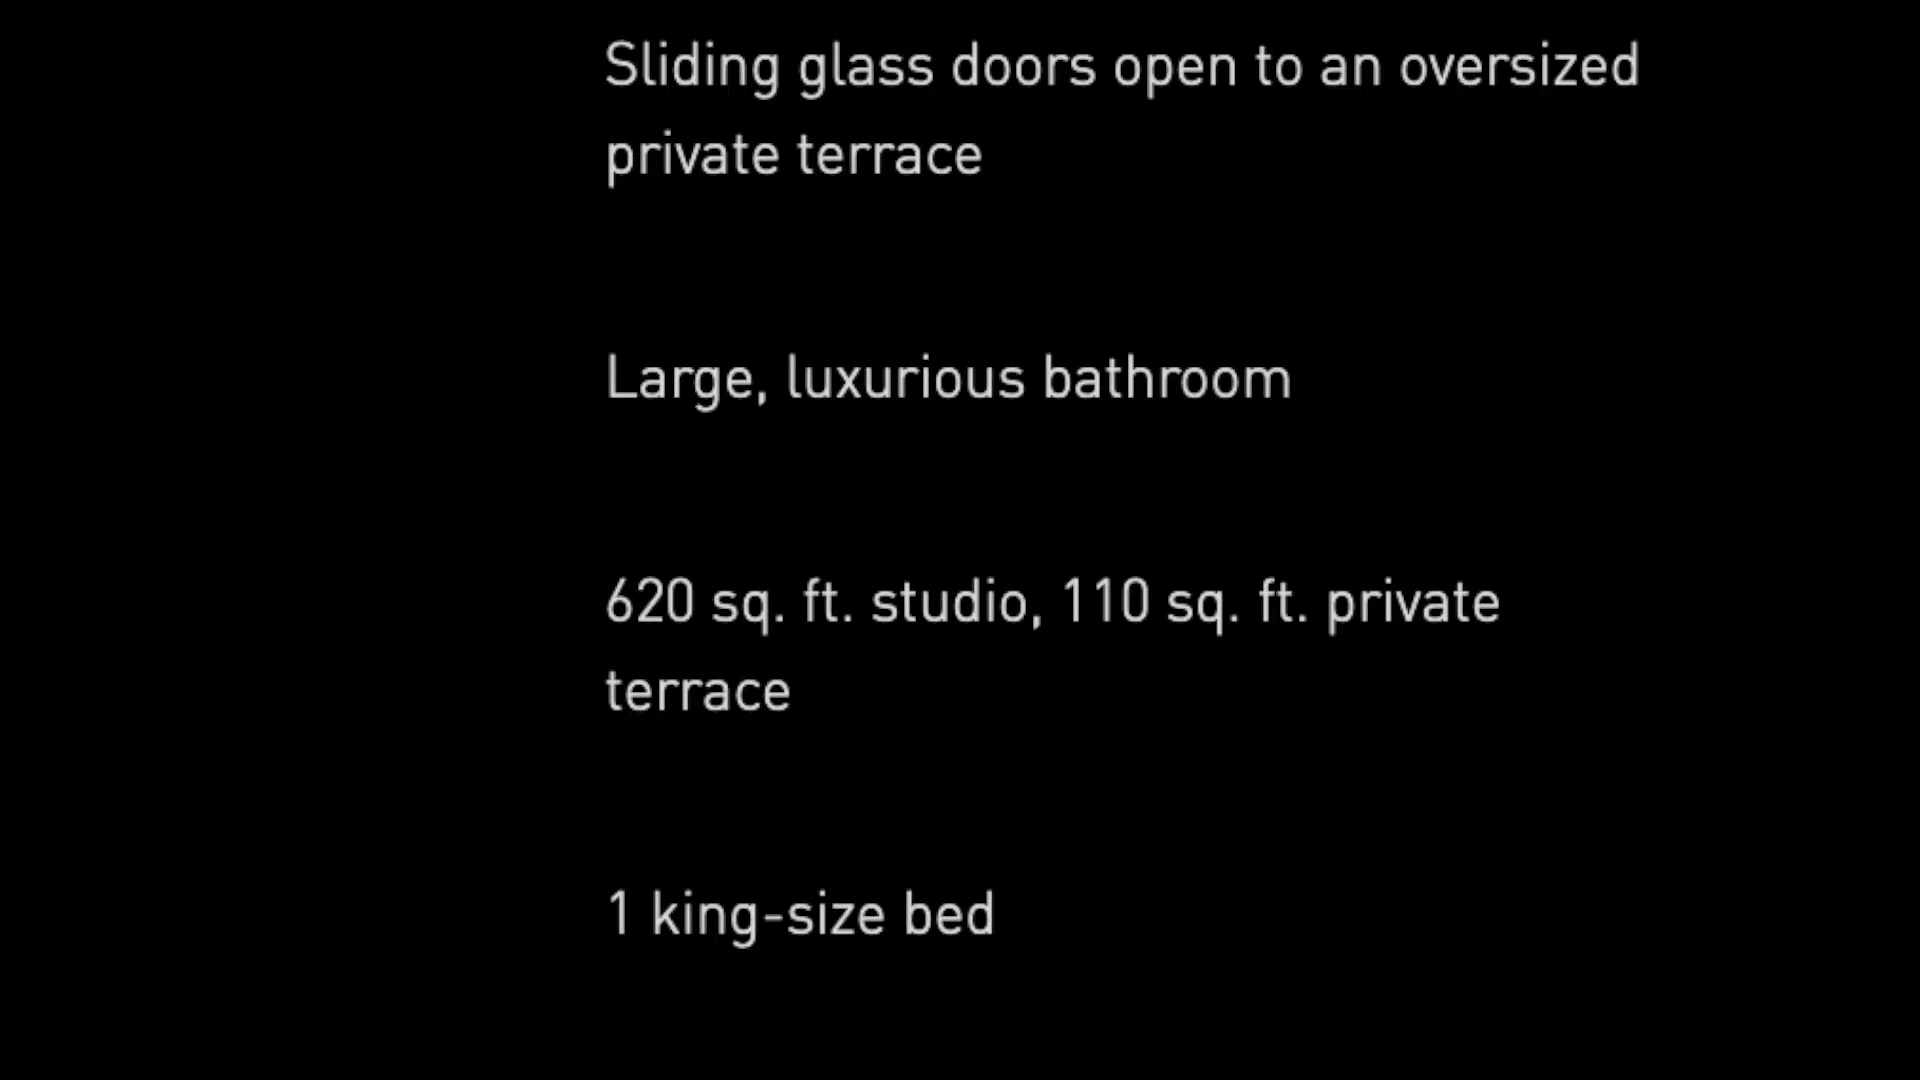 Sliding glass doors open to an oversized
private terrace
Large, luxurious bathroom
620 sq. ft. studio, 110 sq. ft. private
terrace
1 king-size bed